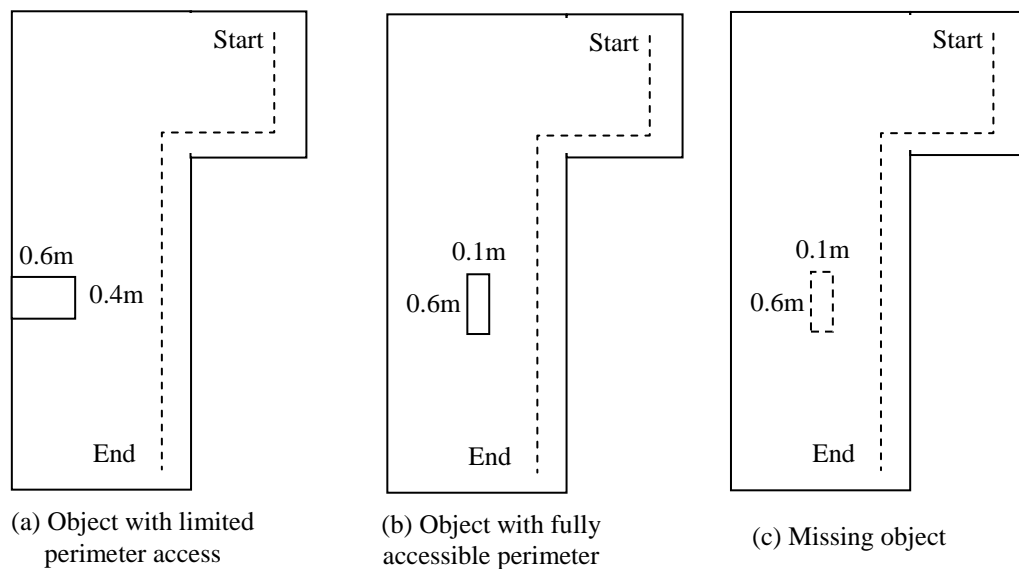 Start
0.6m
0.4m
End
(a) Object with limited
perimeter access
Start
0.1m
0.6m
End
(b) Object with fully
accessible perimeter
Start
0.1m
0.6m
End
(c) Missing object